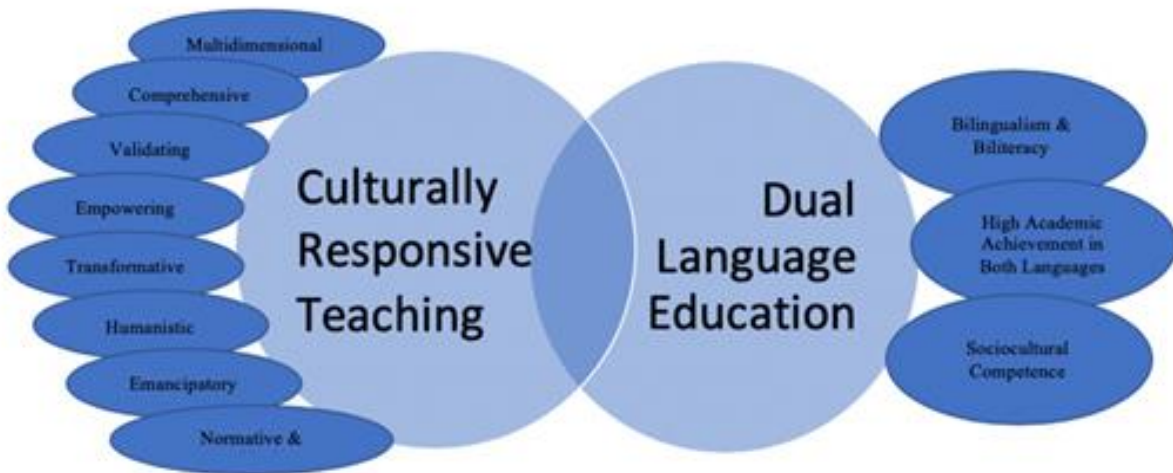 Multidimensional
Comprehensive
Validating
Empowering
Transformative
Humanistic
Emancipatory
Normative &
Culturally
Responsive
Teaching
Dual
Language
Education
Bilingualism &
Biliteracy
High Academic
Achievement in
Both Languages
Sociocultural
Competence